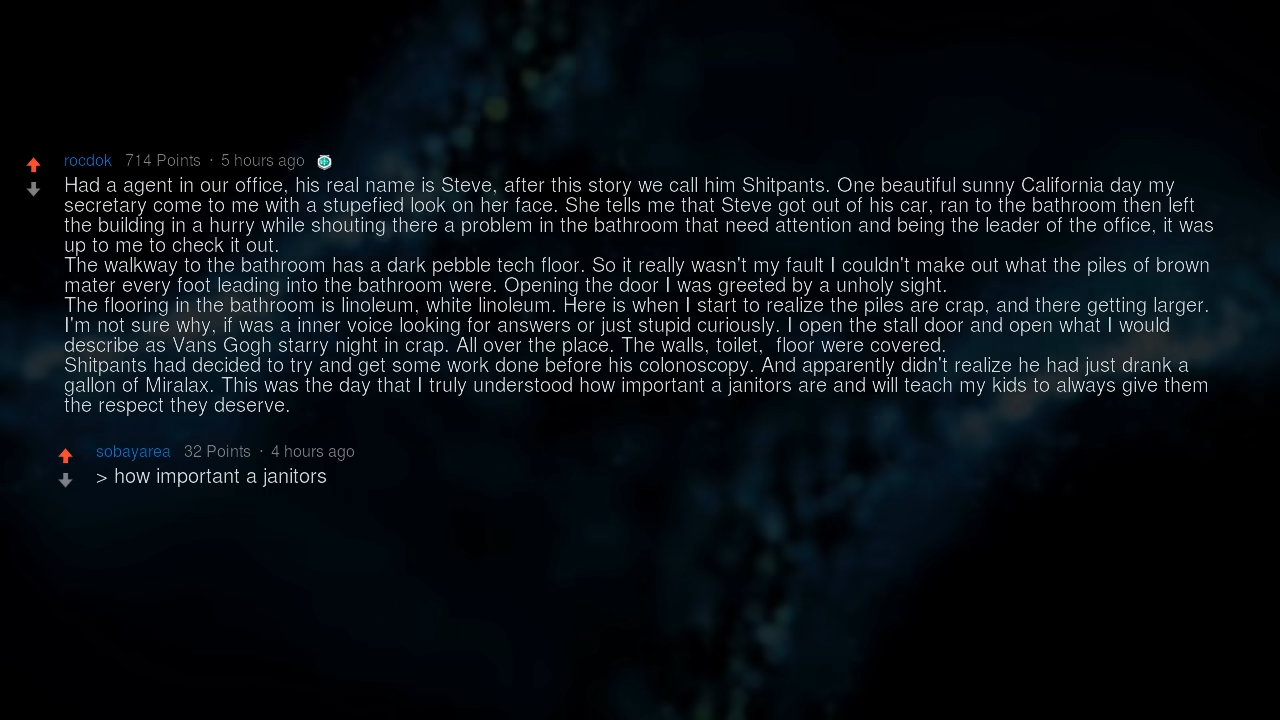 rocdok 714 Points · 5 hours ago
Had a agent in our office, his real name is Steve, after this story we call him Shitpants. One beautiful sunny California day my
secretary come to me with a stupefied look on her face. She tells me that Steve got out of his car, ran to the bathroom then left
the building in a hurry while shouting there a problem in the bathroom that need attention and being the leader of the office, it was
up to me to check it out.
The walkway to the bathroom has a dark pebble tech floor. So it really wasn't my fault I couldn't make out what the piles of brown
mater every foot leading into the bathroom were. Opening the door I was greeted by a unholy sight.
The flooring in the bathroom is linoleum, white linoleum. Here is when I start to realize the piles are crap, and there getting larger.
I'm not sure why, if was a inner voice looking for answers or just stupid curiously. I open the stall door and open what I would
describe as Vans Gogh starry night in crap. All over the place. The walls, toilet, floor were covered.
Shitpants had decided to try and get some work done before his colonoscopy. And apparently didn't realize he had just drank a
gallon of Miralax. This was the day that I truly understood how important a janitors are and will teach my kids to always give them
the respect they deserve.
sobayarea 32 Points · 4 hours ago
> how important a janitors